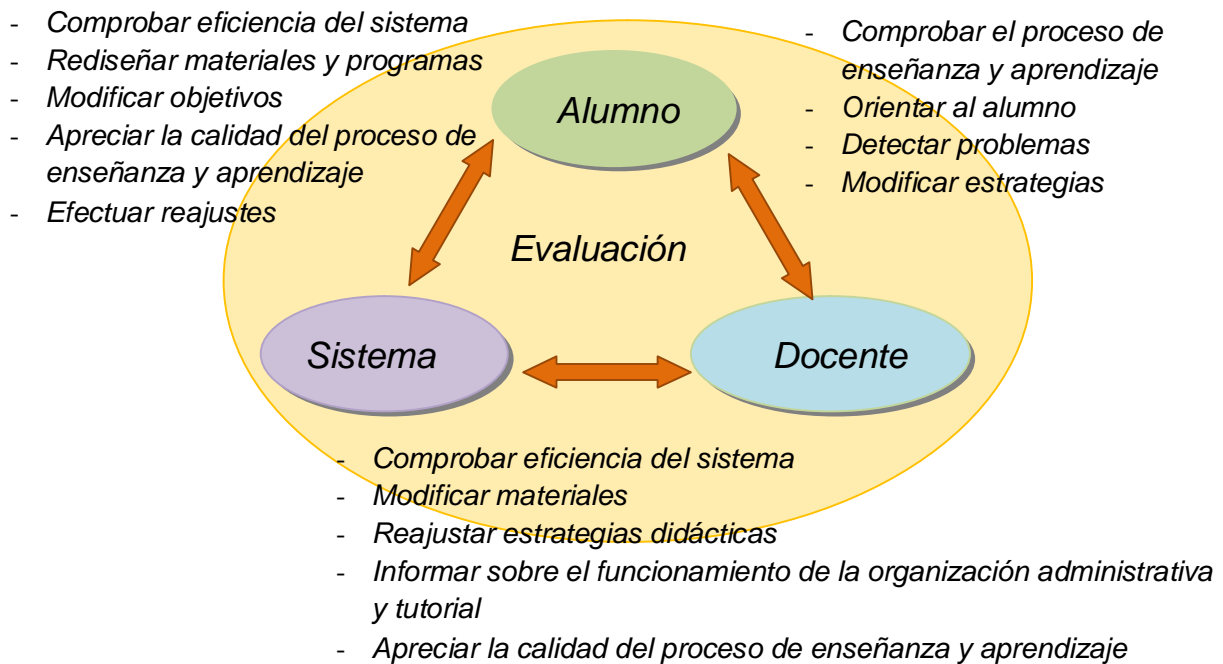 - Comprobar eficiencia del sistema
- Rediseñar materiales y programas
- Modificar objetivos
- Apreciar la calidad del proceso de
enseñanza y aprendizaje
- Efectuar reajustes
- Comprobar el proceso de
enseñanza y aprendizaje
- Orientar al alumno
- Detectar problemas
- Modificar estrategias
Alumno
Evaluación
Sistema
Docente
- Comprobar eficiencia del sistema
- Modificar materiales
- Reajustar estrategias didácticas
- Informar sobre el funcionamiento de la organización administrativa
y tutorial
- Apreciar la calidad del proceso de enseñanza y aprendizaje